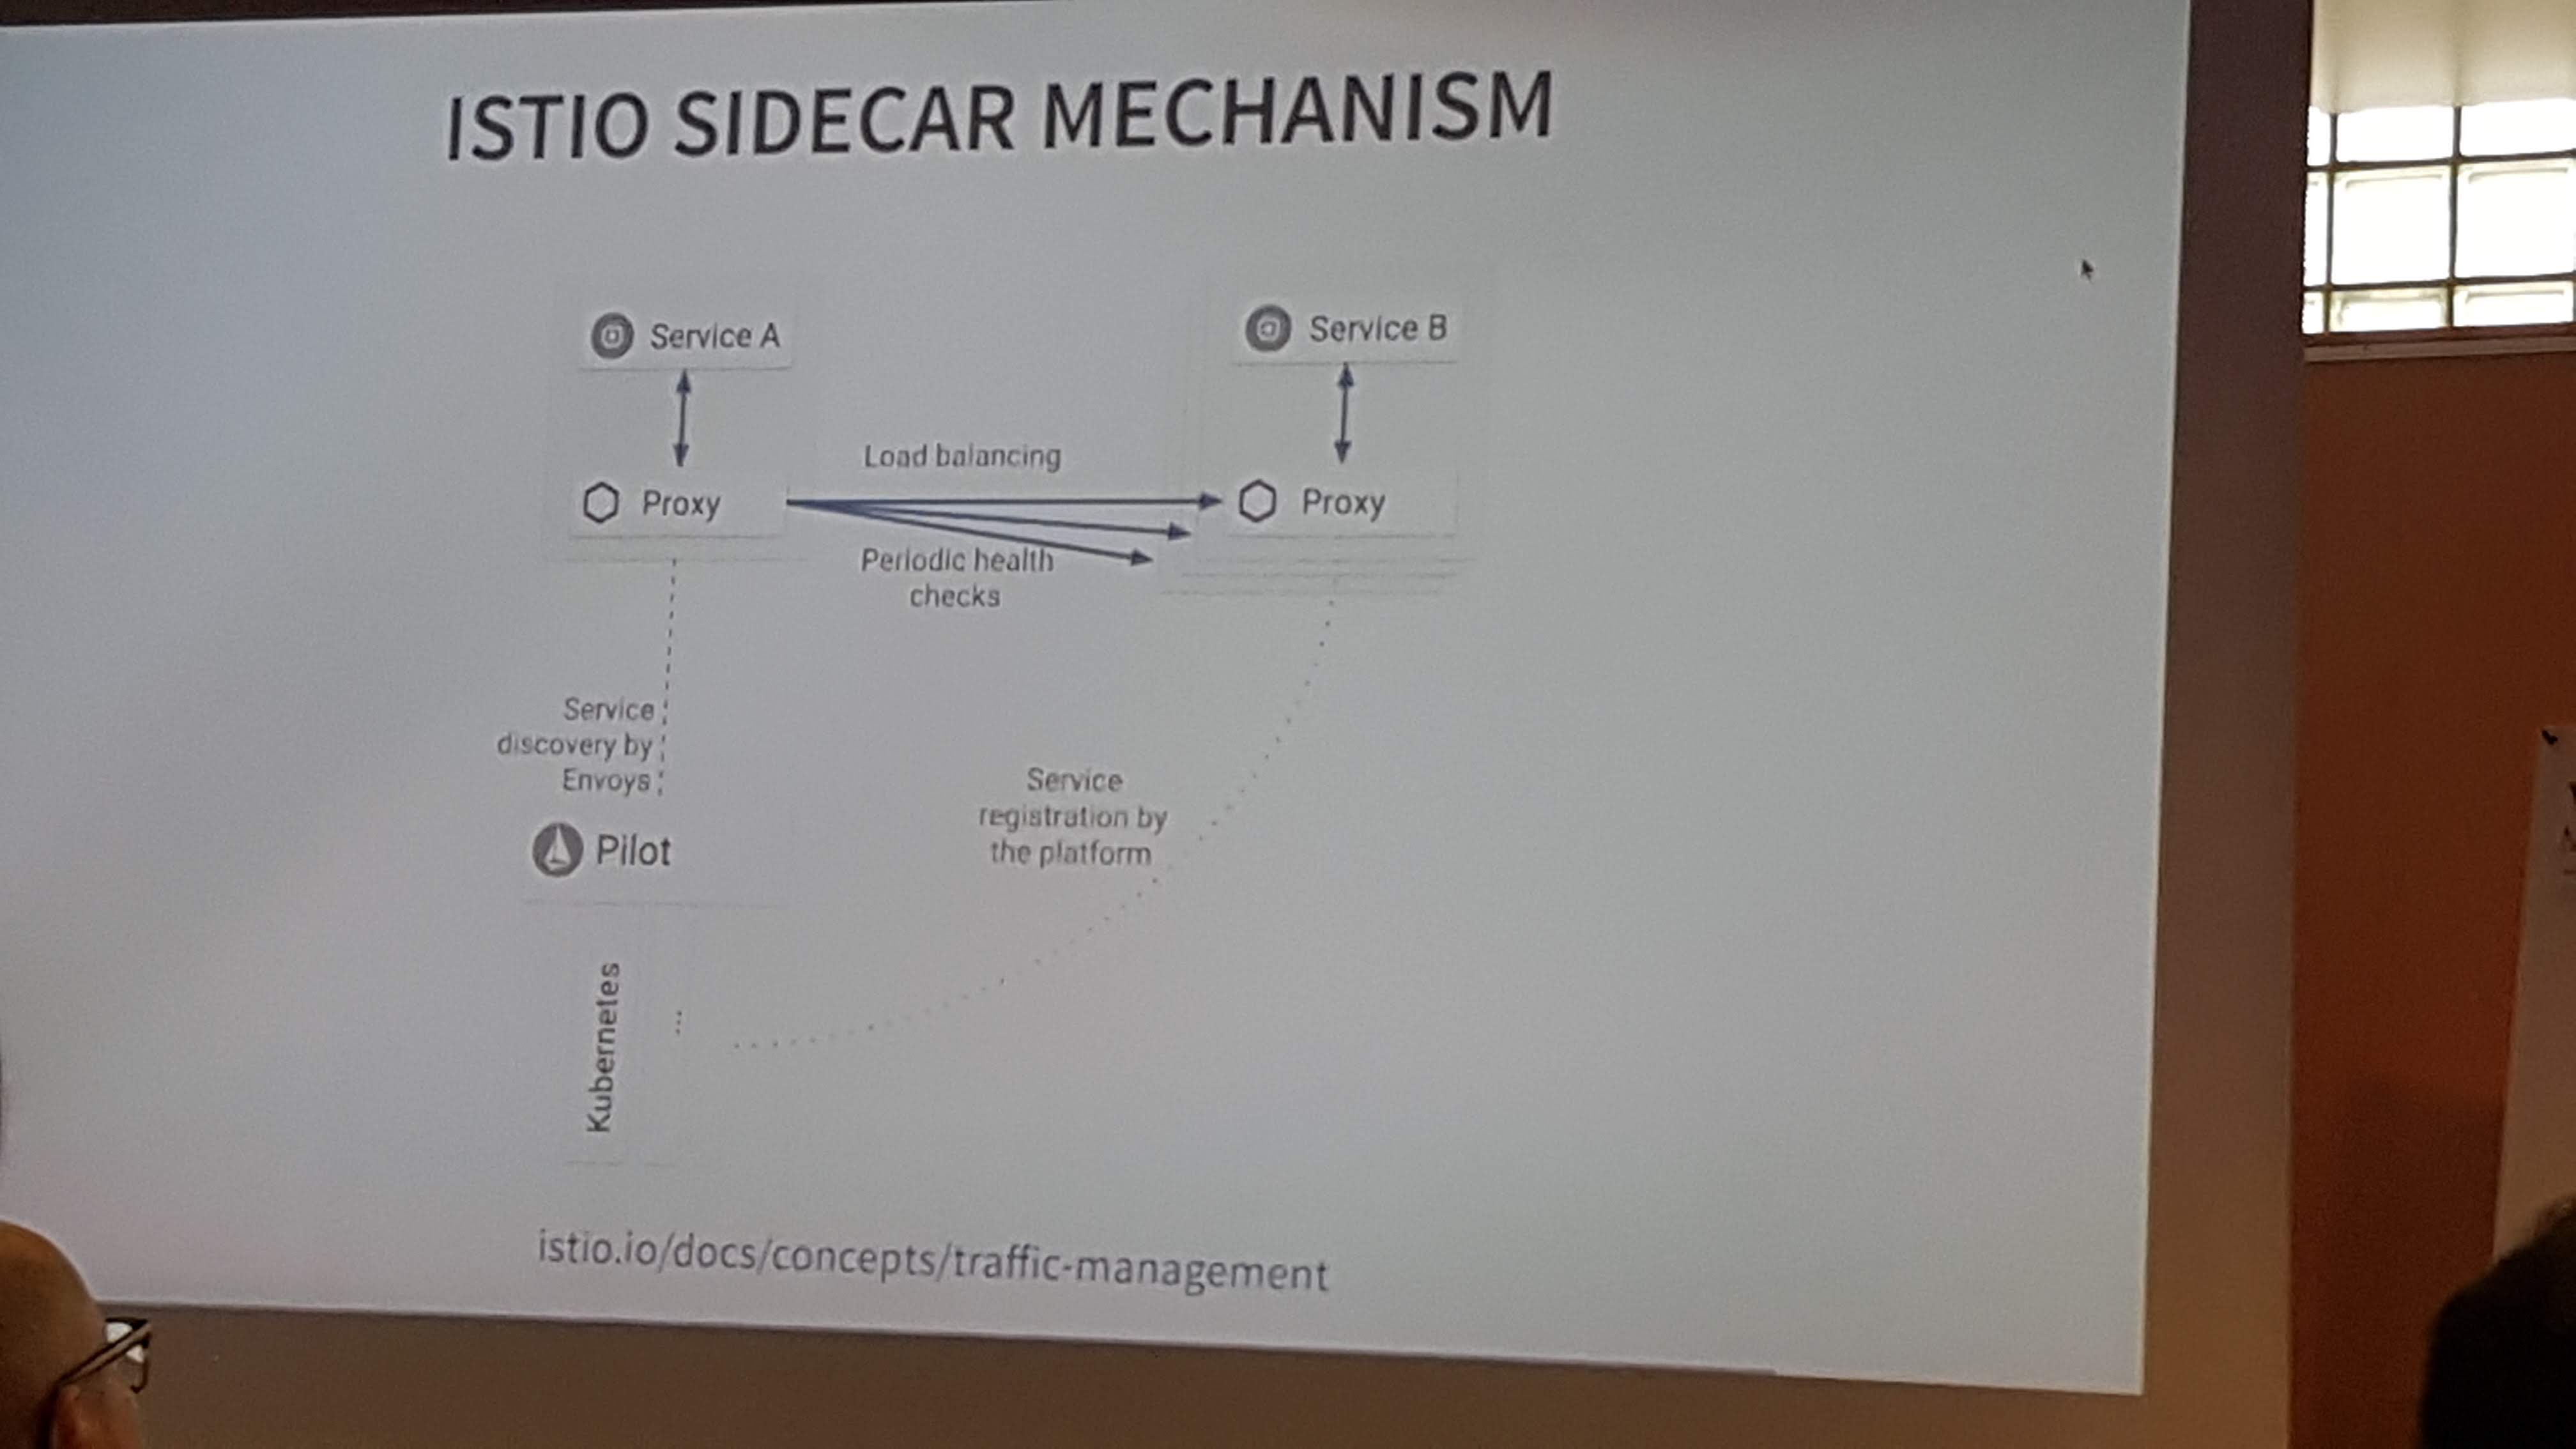 ISTIO SIDECAR MECHANISM
Service A
Service B
Load balancing
Proxy
Proxy
Periodic health
checks
Service
discovery by
Envoys
Service
registration by
the platform
Pilot
Kubernetes
...
istio.io/docs/concepts/traffic-management